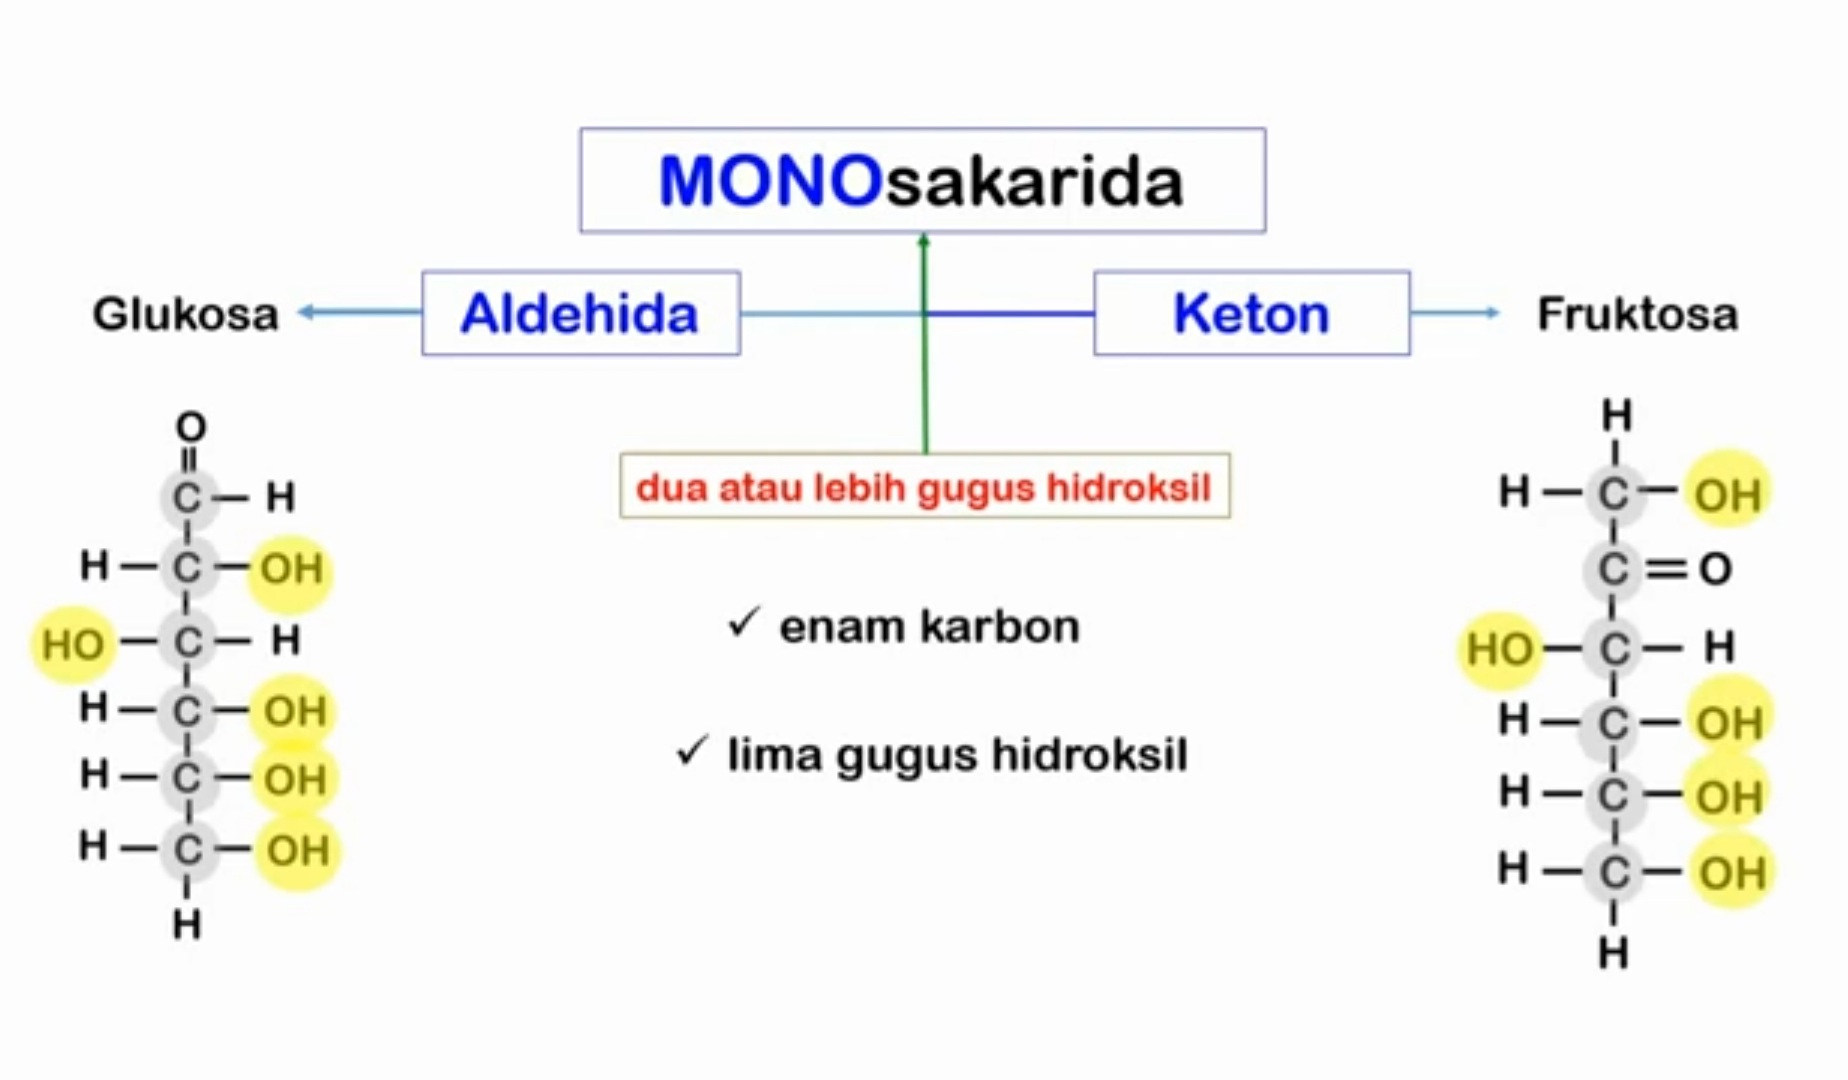 MONOsakarida
Glukosa
Aldehida
Keton
Fruktosa
dua atau lebih gugus hidroksil
✓ enam karbon
✓ lima gugus hidroksil
O
C H
H C OH
HO C H
H C OH
H C OH
H C OH
H
H
H C OH
C O
HO C H
H C OH
H C OH
H C OH
H